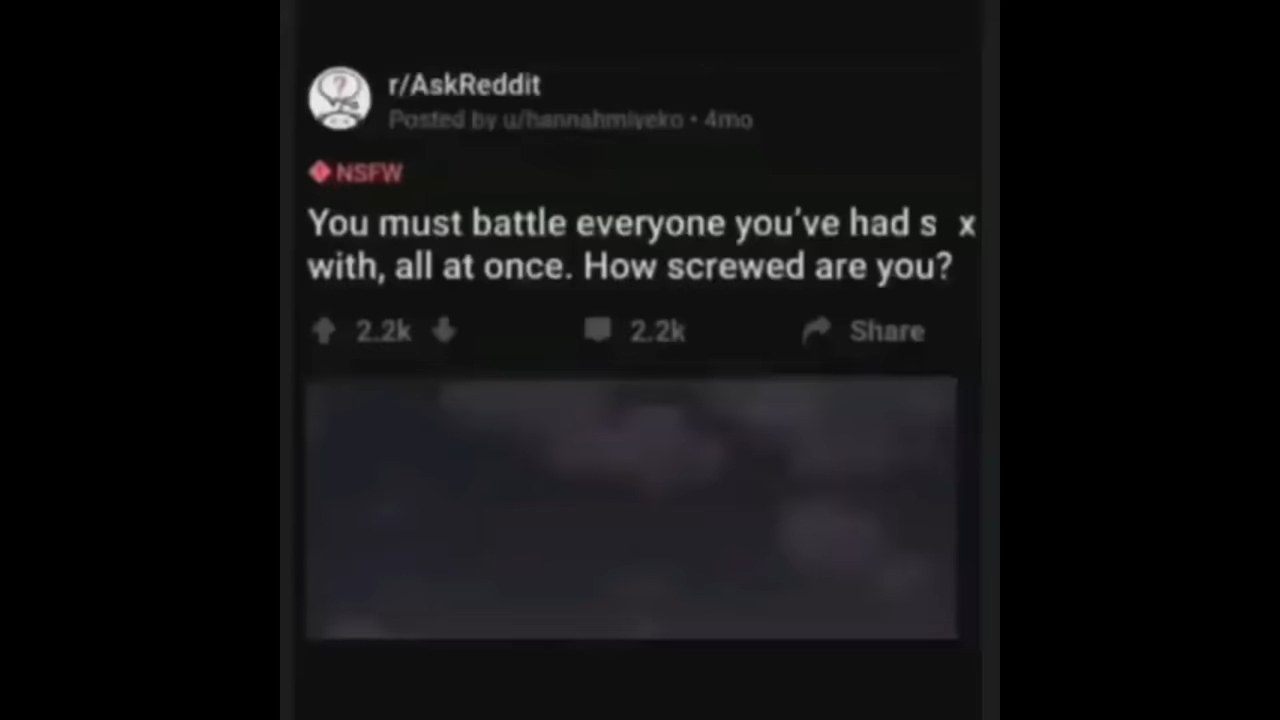 r/AskReddit
Posted by u/hannahmiyeko • 4mo
NSFW
You must battle everyone you've had s x
with, all at once. How screwed are you?
2.2k 2.2k Share